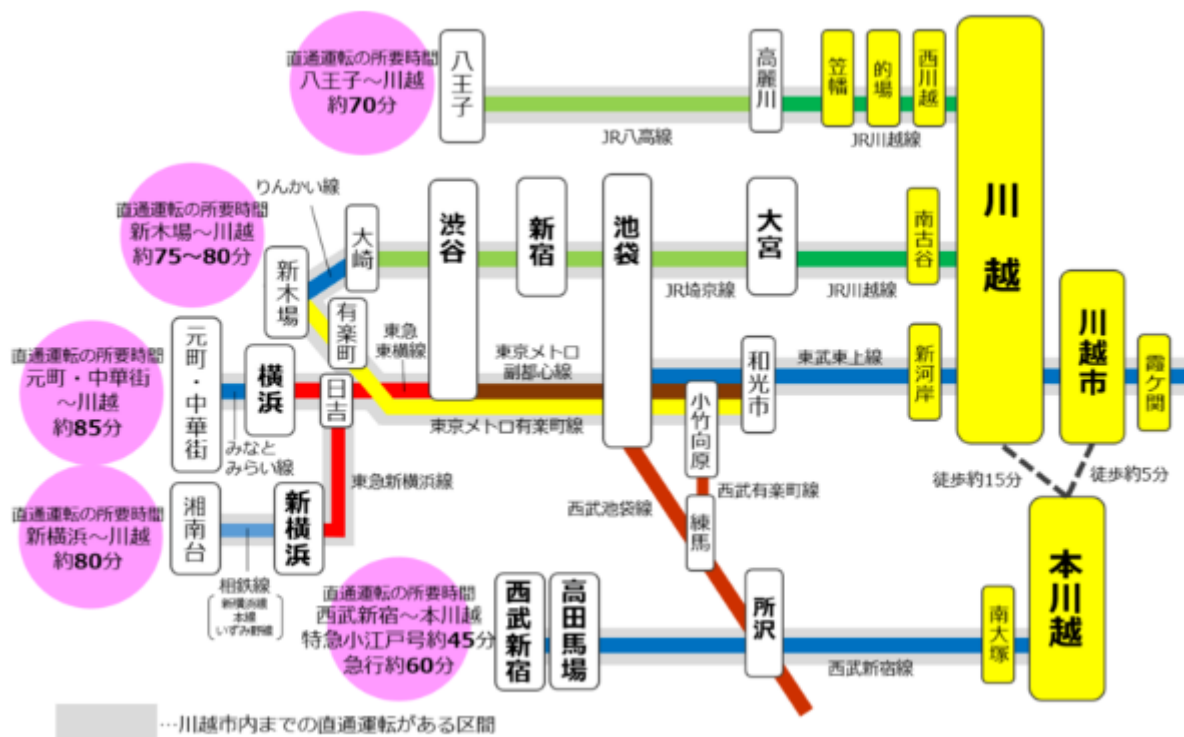 直通運転の所要時間
八王子～川越
約70分
八王子
高麗川
笠幡
的場
西川越
川越
JR八高線
JR川越線
りんかい線
直通運転の所要時間
新木場～川越
約75～80分
新木場
大崎
渋谷
新宿
池袋
大宮
南古谷
JR埼京線
JR川越線
有楽町
直通運転の所要時間
元町・中華街
～川越
約85分
元町・中華街
横浜
日吉
東急
東横線
東京メトロ
副都心線
和光市
東武東上線
新河岸
川越市
霞ケ関
みなと
みらい線
東京メトロ有楽町線
小竹向原
東急新横浜線
西武池袋線
西武有楽町線
練馬
徒歩約15分
徒歩約5分
直通運転の所要時間
新横浜～川越
約80分
湘南台
新横浜
相鉄線
新横浜線
本線
いずみ野線
直通運転の所要時間
西武新宿～本川越
特急小江戸号約45分
急行約60分
西武新宿
高田馬場
所沢
西武新宿線
南大塚
本川越
…川越市内までの直通運転がある区間